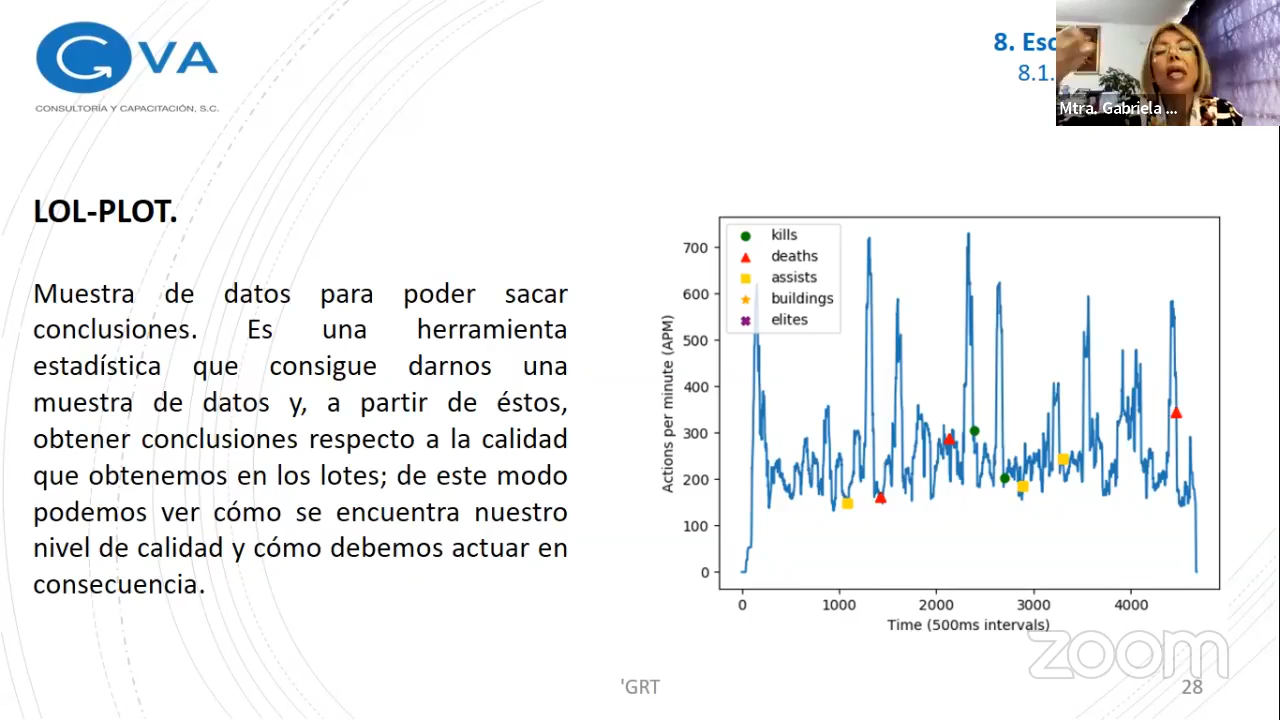 GVA
CONSULTORÍA Y CAPACITACIÓN, S.C.
8. Esc
8.1.
Mtra. Gabriela ...
LOL-PLOT.
Muestra de datos para poder sacar
conclusiones. Es una herramienta
estadística que consigue darnos una
muestra de datos y, a partir de éstos,
obtener conclusiones respecto a la calidad
que obtenemos en los lotes; de este modo
podemos ver cómo se encuentra nuestro
nivel de calidad y cómo debemos actuar en
consecuencia.
kills
deaths
assists
buildings
elites
Actions per minute (APM)
700
600
500
400
300
200
100
0
0 1000 2000 3000 4000
Time (500ms intervals)
zoom
'GRT
28